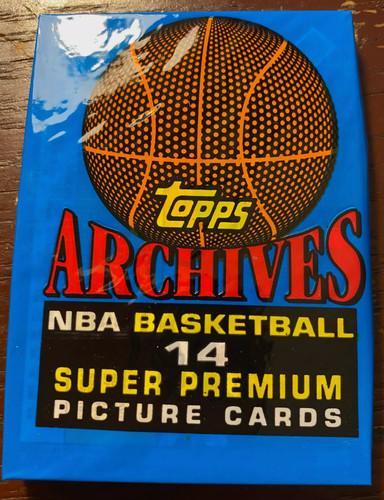 Topps
ARCHIVES
NBA BASKETBALL
14
SUPER PREMIUM
PICTURE CARDS